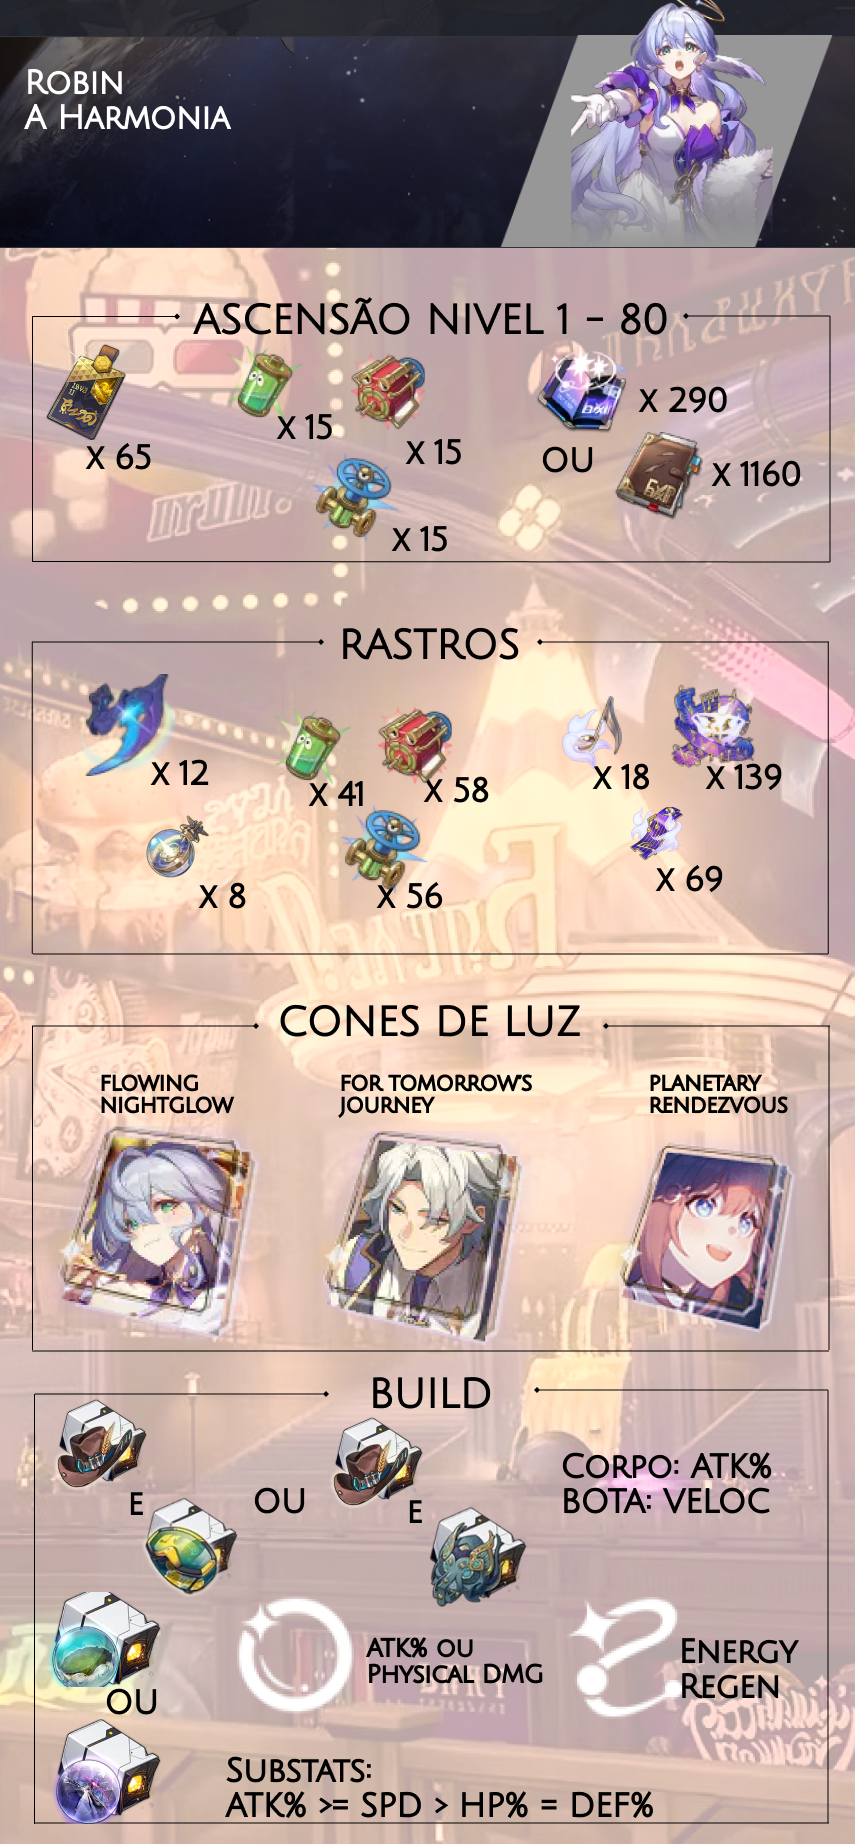 Robin
A Harmonia
ASCENSÃO NIVEL 1 - 80
X 65
X 15
X 15
X 15
X 290
OU
X 1160
RASTROS
X 12
X 41
X 58
X 18
X 139
X 8
X 56
X 69
CONES DE LUZ
FLOWING
NIGHTGLOW
FOR TOMORROW'S
JOURNEY
PLANETARY
RENDEZVOUS
BUILD
E
OU
E
Corpo: ATK%
BOTA: VELOC
OU
ATK% OU
Physical DMG
Energy
Regen
Substats:
ATK% >= SPD > HP% = DEF%